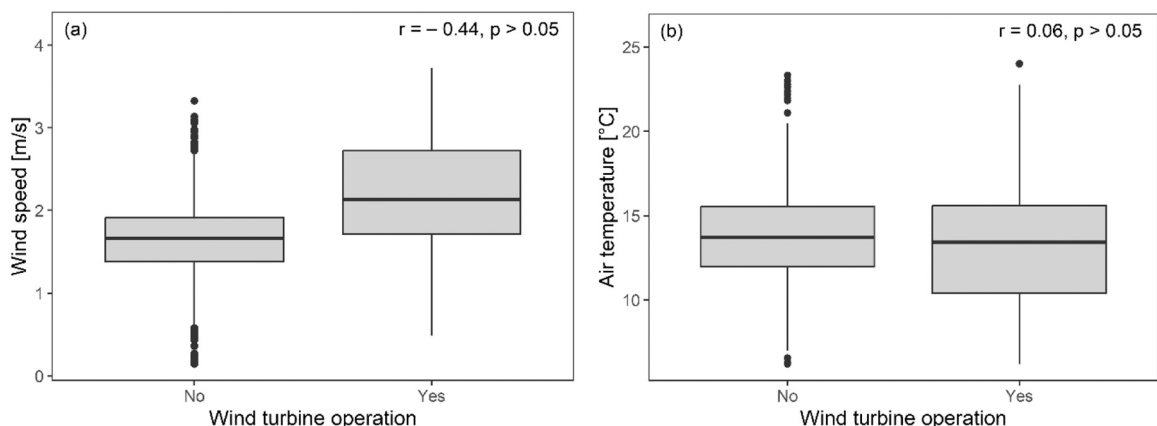 (a)
r = – 0.44, p > 0.05
Wind speed [m/s]
4
3
2
1
0
No
Yes
Wind turbine operation
(b)
r = 0.06, p > 0.05
Air temperature [°C]
25
20
15
10
No
Yes
Wind turbine operation